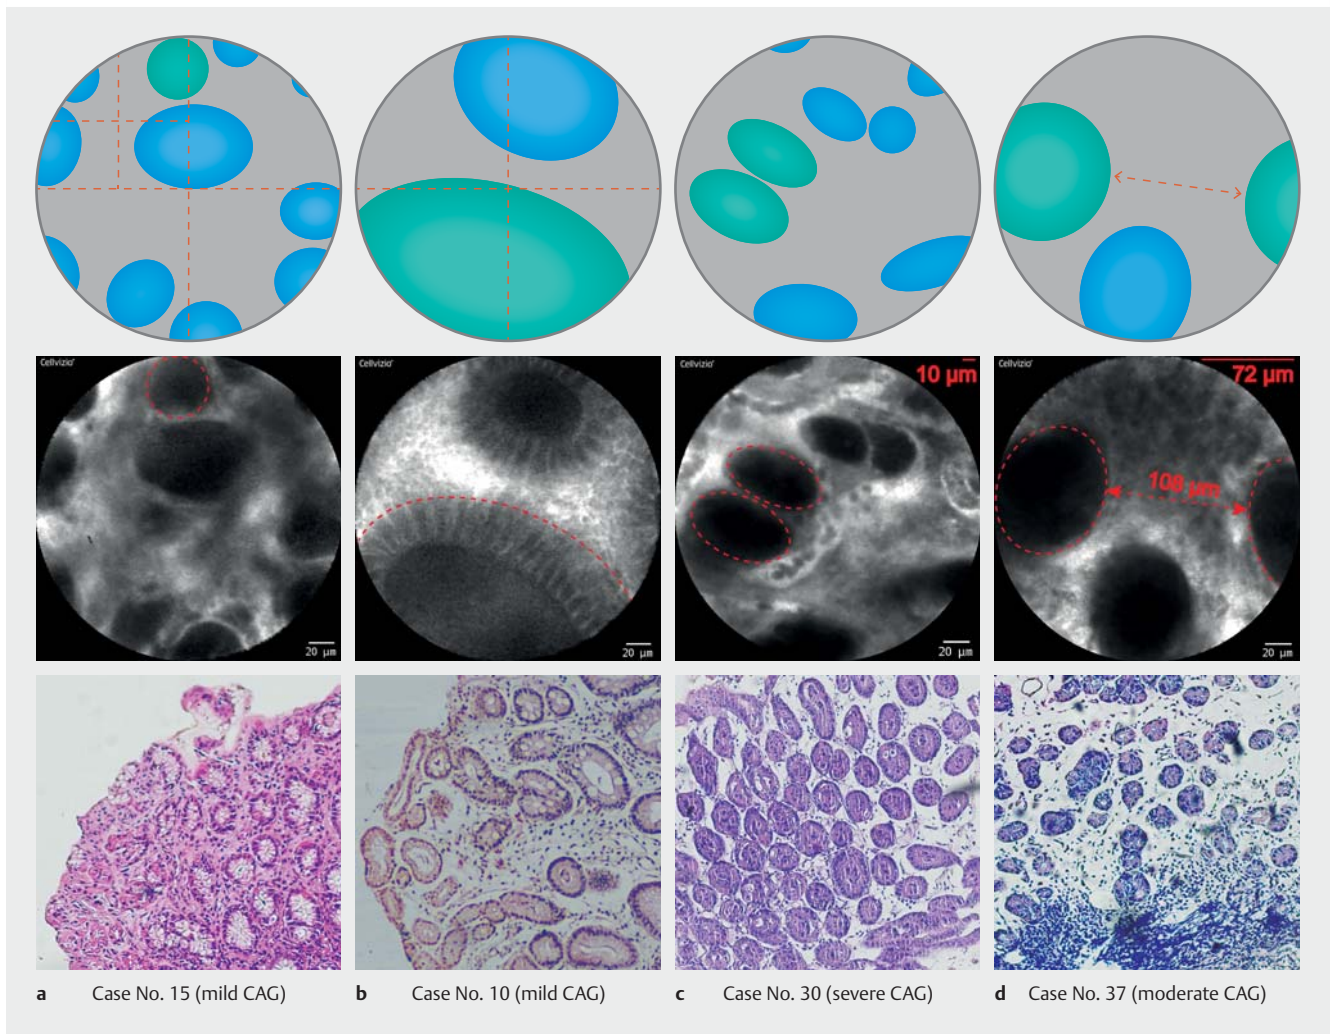 Cellvizio®
20 µm
Cellvizio®
20 µm
Cellvizio®
10 µm
20 µm
Cellvizio®
72 µm
108 µm
20 µm
a Case No. 15 (mild CAG)
b Case No. 10 (mild CAG)
c Case No. 30 (severe CAG)
d Case No. 37 (moderate CAG)